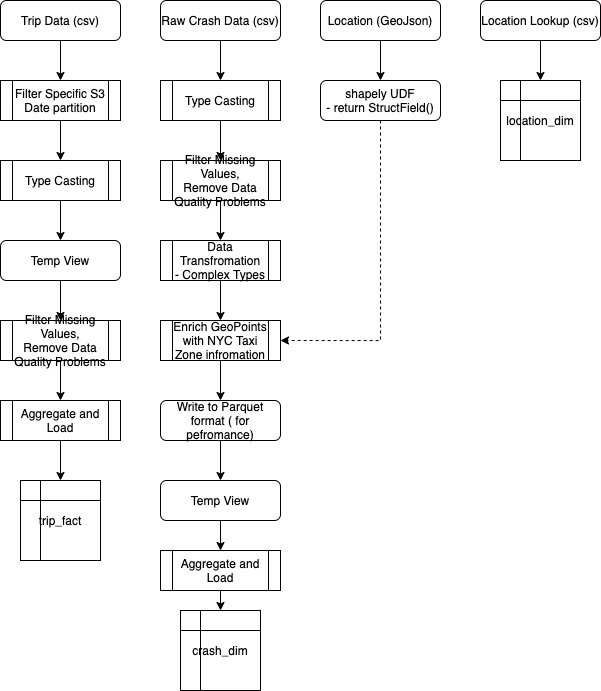 Trip Data (csv)
Filter Specific S3
Date partition
Type Casting
Temp View
Filter Missing
Values,
Remove Data
Quality Problems
Aggregate and
Load
trip_fact
Raw Crash Data (csv)
Type Casting
Filter Missing
Values,
Remove Data
Quality Problems
Data
Transfromation
- Complex Types
Enrich GeoPoints
with NYC Taxi
Zone infromation
Write to Parquet
format ( for
pefromance)
Temp View
Aggregate and
Load
crash_dim
Location (GeoJson)
shapely UDF
- return StructField()
Location Lookup (csv)
location_dim